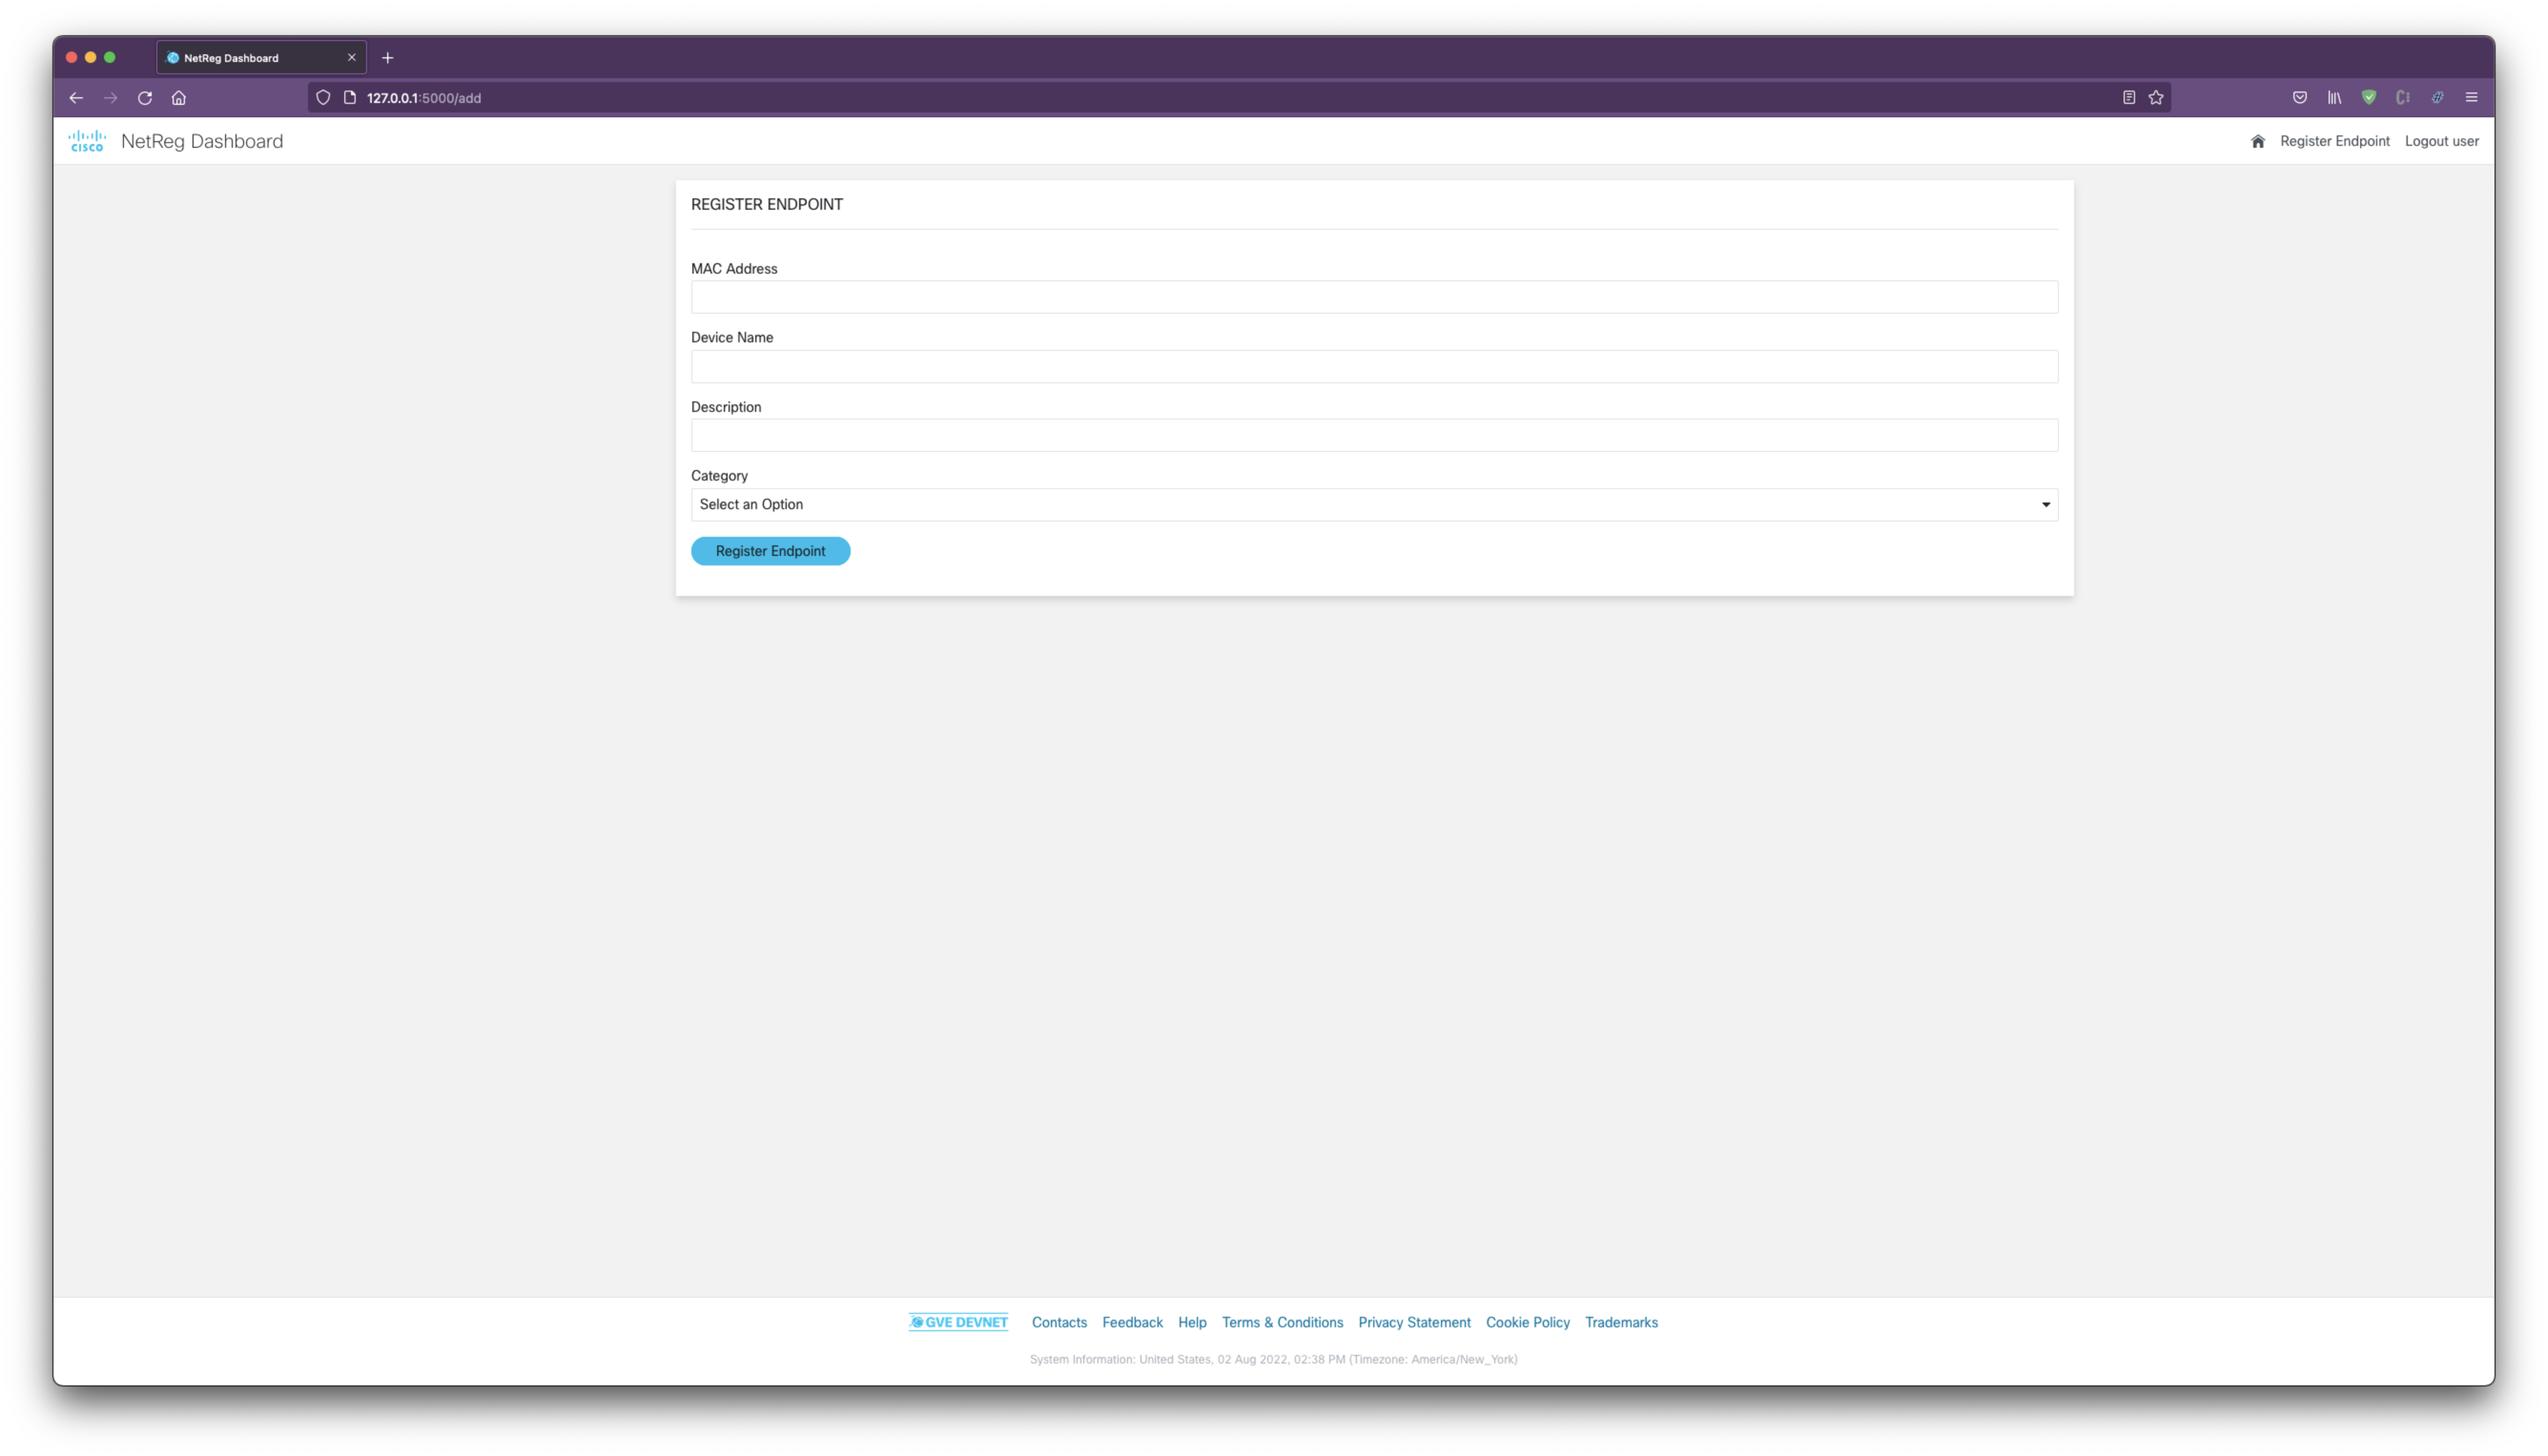 NetReg Dashboard
127.0.0.1:5000/add
CISCO NetReg Dashboard Register Endpoint Logout user
REGISTER ENDPOINT
MAC Address
Device Name
Description
Category
Select an Option
Register Endpoint
GVE DEVNET Contacts Feedback Help Terms & Conditions Privacy Statement Cookie Policy Trademarks
System Information: United States, 02 Aug 2022, 02:38 PM (Timezone: America/New_York)